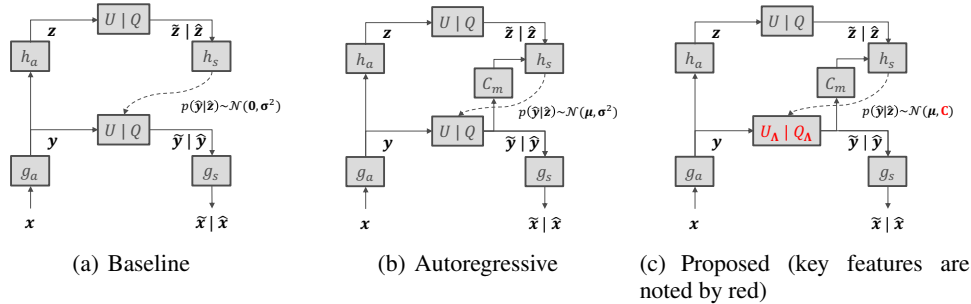 z U | Q z̃ | ẑ
h_a h_s
p(ŷ|ẑ)~𝒩(0, σ²)
y U | Q ỹ | ŷ
g_a g_s
x x̃ | x̂
(a) Baseline
z U | Q z̃ | ẑ
h_a h_s
C_m
p(ŷ|ẑ)~𝒩(μ, σ²)
y U | Q ỹ | ŷ
g_a g_s
x x̃ | x̂
(b) Autoregressive
z U | Q z̃ | ẑ
h_a h_s
C_m
p(ŷ|ẑ)~𝒩(μ, C)
y U_Λ | Q_Λ ỹ | ŷ
g_a g_s
x x̃ | x̂
(c) Proposed (key features are
noted by red)